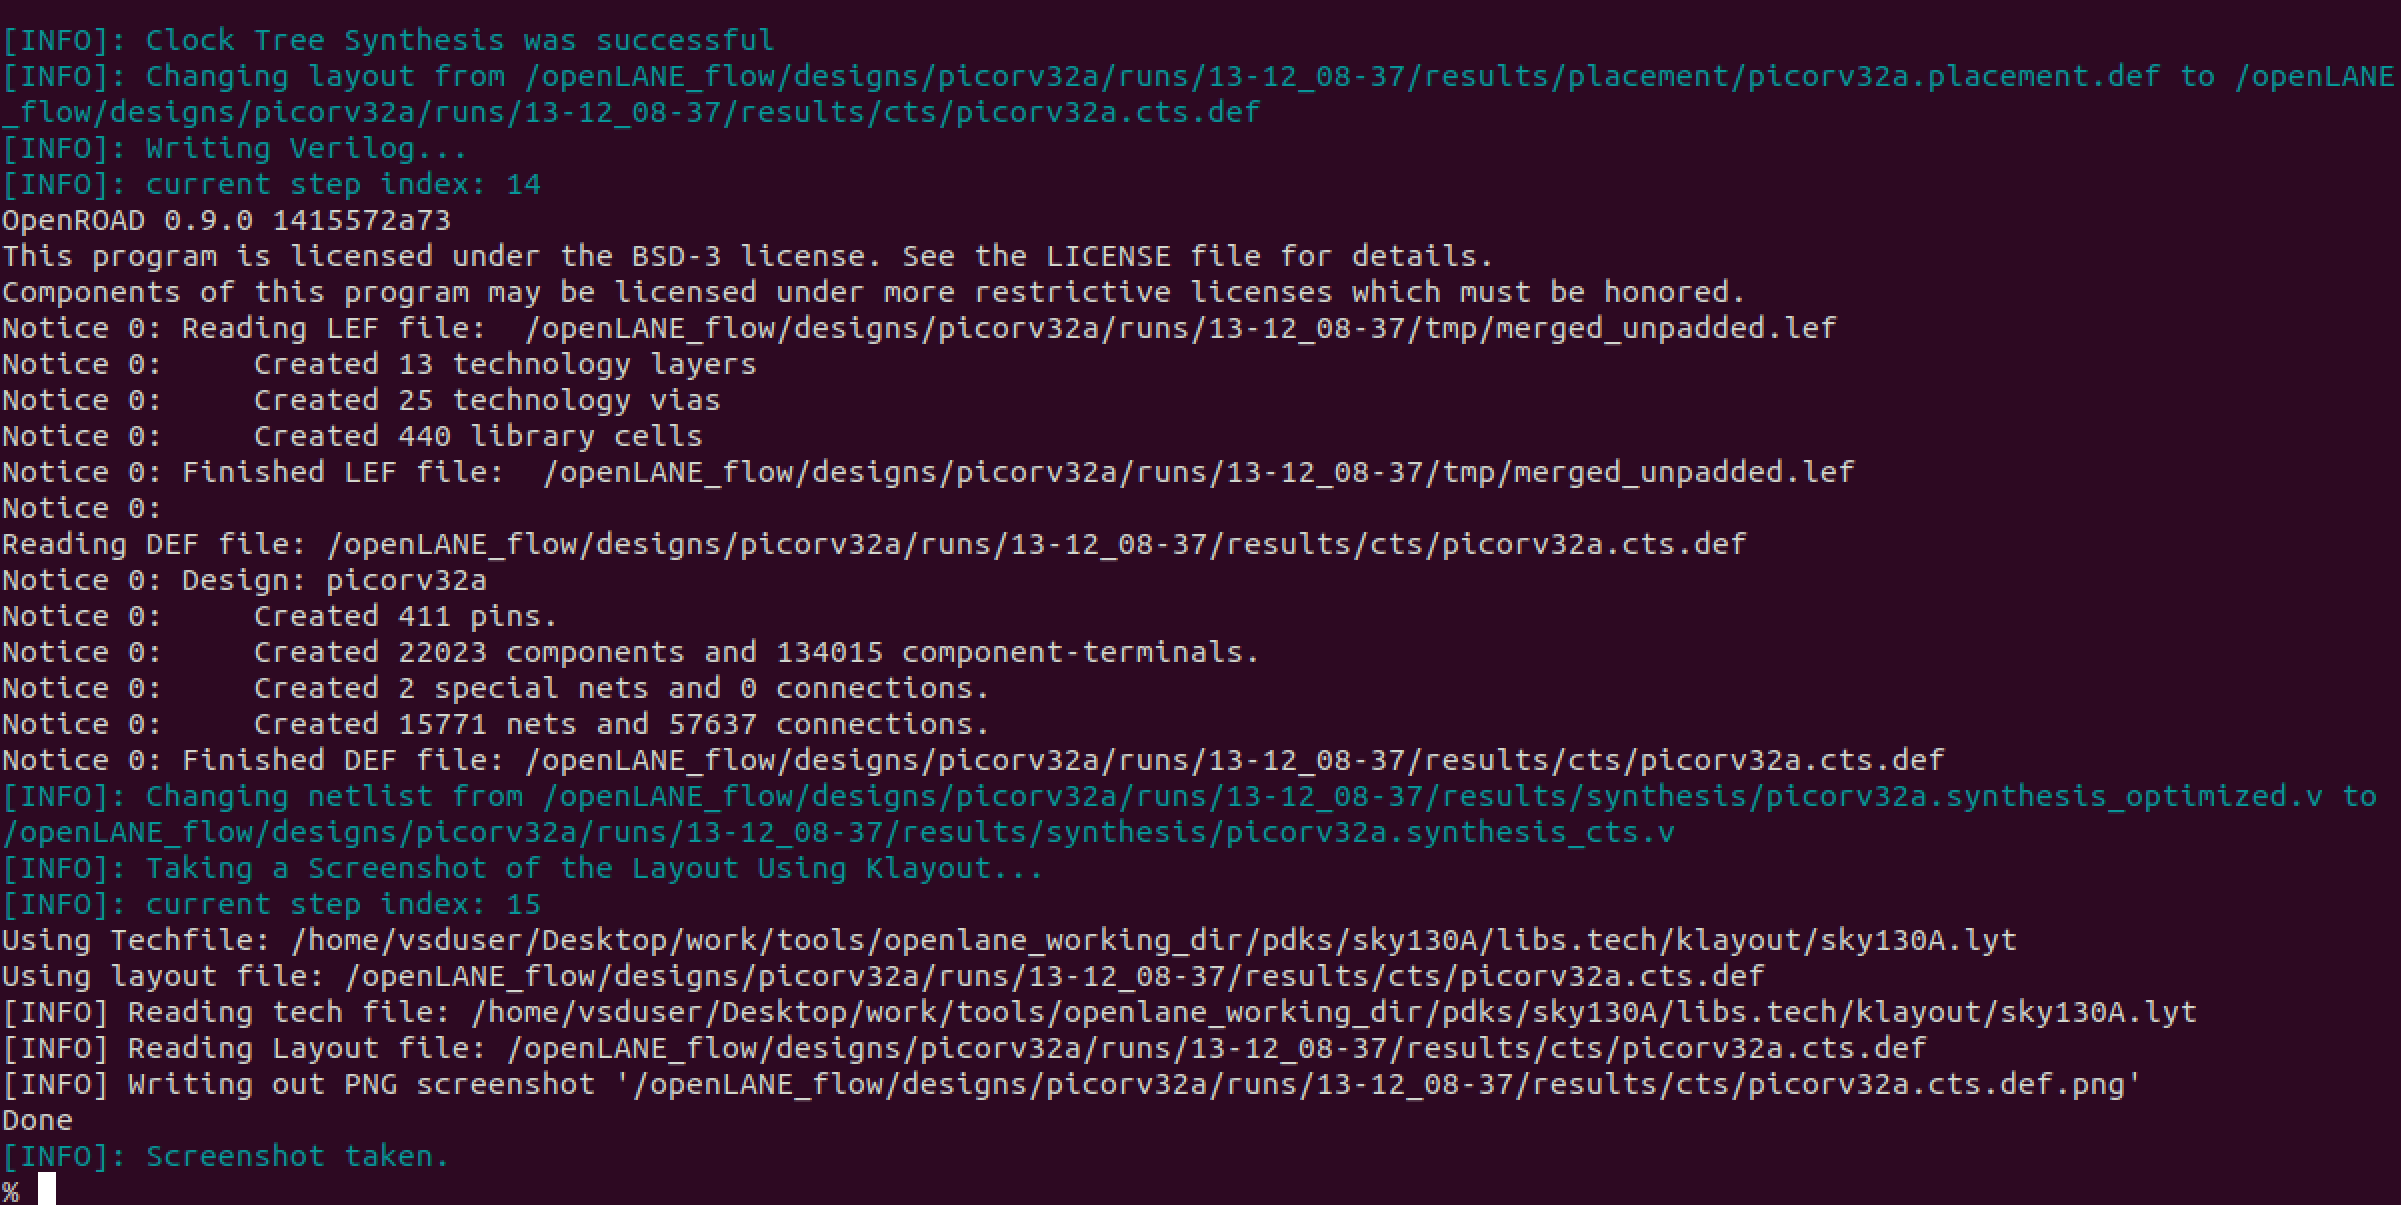 [INFO]: Clock Tree Synthesis was successful
[INFO]: Changing layout from /openLANE_flow/designs/picorv32a/runs/13-12_08-37/results/placement/picorv32a.placement.def to /openLANE
_flow/designs/picorv32a/runs/13-12_08-37/results/cts/picorv32a.cts.def
[INFO]: Writing Verilog...
[INFO]: current step index: 14
OpenROAD 0.9.0 1415572a73
This program is licensed under the BSD-3 license. See the LICENSE file for details.
Components of this program may be licensed under more restrictive licenses which must be honored.
Notice 0: Reading LEF file:  /openLANE_flow/designs/picorv32a/runs/13-12_08-37/tmp/merged_unpadded.lef
Notice 0:     Created 13 technology layers
Notice 0:     Created 25 technology vias
Notice 0:     Created 440 library cells
Notice 0: Finished LEF file:  /openLANE_flow/designs/picorv32a/runs/13-12_08-37/tmp/merged_unpadded.lef
Notice 0:
Reading DEF file: /openLANE_flow/designs/picorv32a/runs/13-12_08-37/results/cts/picorv32a.cts.def
Notice 0: Design: picorv32a
Notice 0:     Created 411 pins.
Notice 0:     Created 22023 components and 134015 component-terminals.
Notice 0:     Created 2 special nets and 0 connections.
Notice 0:     Created 15771 nets and 57637 connections.
Notice 0: Finished DEF file: /openLANE_flow/designs/picorv32a/runs/13-12_08-37/results/cts/picorv32a.cts.def
[INFO]: Changing netlist from /openLANE_flow/designs/picorv32a/runs/13-12_08-37/results/synthesis/picorv32a.synthesis_optimized.v to
/openLANE_flow/designs/picorv32a/runs/13-12_08-37/results/synthesis/picorv32a.synthesis_cts.v
[INFO]: Taking a Screenshot of the Layout Using Klayout...
[INFO]: current step index: 15
Using Techfile: /home/vsduser/Desktop/work/tools/openlane_working_dir/pdks/sky130A/libs.tech/klayout/sky130A.lyt
Using layout file: /openLANE_flow/designs/picorv32a/runs/13-12_08-37/results/cts/picorv32a.cts.def
[INFO] Reading tech file: /home/vsduser/Desktop/work/tools/openlane_working_dir/pdks/sky130A/libs.tech/klayout/sky130A.lyt
[INFO] Reading Layout file: /openLANE_flow/designs/picorv32a/runs/13-12_08-37/results/cts/picorv32a.cts.def
[INFO] Writing out PNG screenshot '/openLANE_flow/designs/picorv32a/runs/13-12_08-37/results/cts/picorv32a.cts.def.png'
Done
[INFO]: Screenshot taken.
%